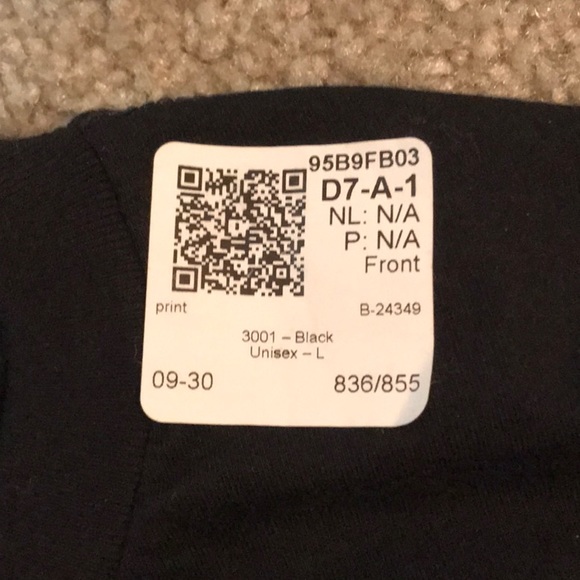 95B9FB03
D7-A-1
NL: N/A
P: N/A
Front
print B-24349
3001 – Black
Unisex – L
09-30 836/855